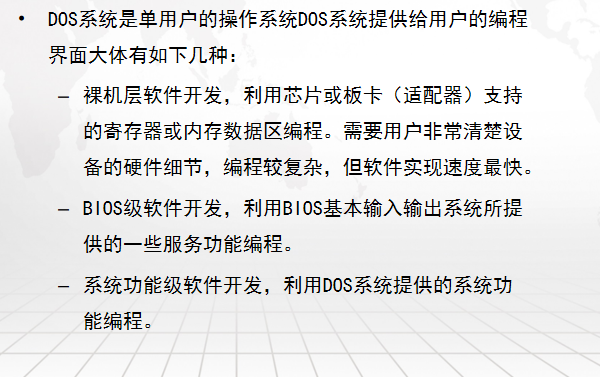 • DOS系统是单用户的操作系统DOS系统提供给用户的编程
界面大体有如下几种：
– 裸机层软件开发，利用芯片或板卡（适配器）支持
的寄存器或内存数据区编程。需要用户非常清楚设
备的硬件细节，编程较复杂，但软件实现速度最快。
– BIOS级软件开发，利用BIOS基本输入输出系统所提
供的一些服务功能编程。
– 系统功能级软件开发，利用DOS系统提供的系统功
能编程。